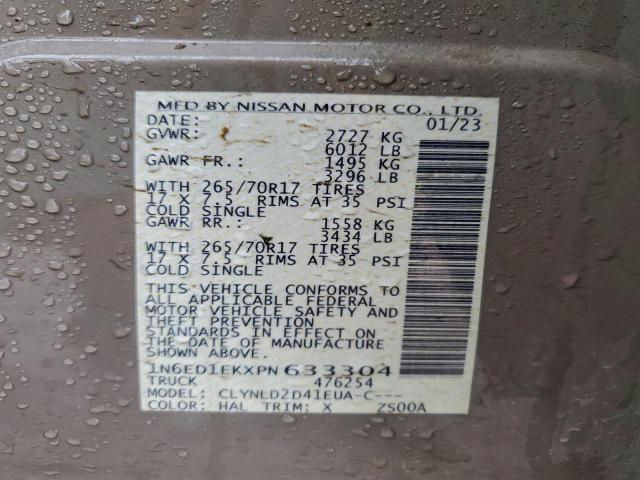 MFD BY NISSAN MOTOR CO., LTD.
DATE: 01/23
GVWR: 2727 KG
6012 LB
GAWR FR.: 1495 KG
3296 LB
WITH 265/70R17 TIRES
17 X 7.5 RIMS AT 35 PSI
COLD SINGLE
GAWR RR.: 1558 KG
3434 LB
WITH 265/70R17 TIRES
17 X 7.5 RIMS AT 35 PSI
COLD SINGLE
THIS VEHICLE CONFORMS TO
ALL APPLICABLE FEDERAL
MOTOR VEHICLE SAFETY AND
THEFT PREVENTION
STANDARDS IN EFFECT ON
THE DATE OF MANUFACTURE
SHOWN ABOVE.
1N6ED1EKXPN 633304
TRUCK 476254
MODEL: CLYNLD2D41EUA-C---
COLOR: HAL TRIM: X ZS00A